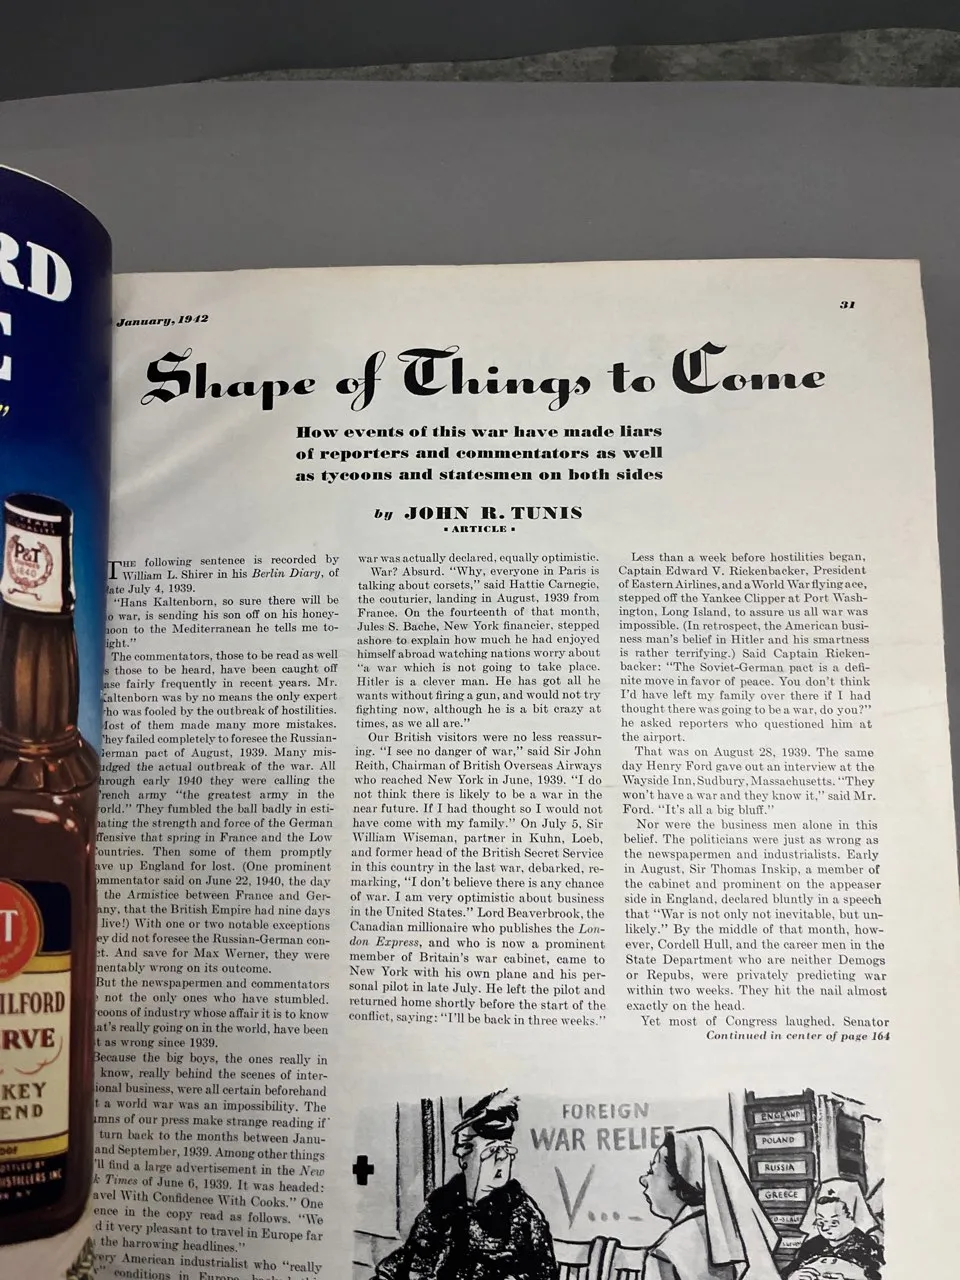 RD
E
"
YEARS
QUALITY
P&T
1840
T
ILFORD
ERVE
KEY
END
OOF
BOTTLED BY
DISTILLERS INC
N.Y.
January, 1942
31
Shape of Things to Come
How events of this war have made liars
of reporters and commentators as well
as tycoons and statesmen on both sides
by JOHN R. TUNIS
• ARTICLE •
THE following sentence is recorded by
William L. Shirer in his Berlin Diary, of
date July 4, 1939.
"Hans Kaltenborn, so sure there will be
no war, is sending his son off on his honey-
moon to the Mediterranean he tells me to-
ight."
The commentators, those to be read as well
s those to be heard, have been caught off
ase fairly frequently in recent years. Mr.
Kaltenborn was by no means the only expert
who was fooled by the outbreak of hostilities.
Most of them made many more mistakes.
They failed completely to foresee the Russian-
German pact of August, 1939. Many mis-
udged the actual outbreak of the war. All
hrough early 1940 they were calling the
French army "the greatest army in the
orld." They fumbled the ball badly in esti-
ating the strength and force of the German
ffensive that spring in France and the Low
ountries. Then some of them promptly
ave up England for lost. (One prominent
ommentator said on June 22, 1940, the day
the Armistice between France and Ger-
any, that the British Empire had nine days
live!) With one or two notable exceptions
ey did not foresee the Russian-German con-
ct. And save for Max Werner, they were
mentably wrong on its outcome.
But the newspapermen and commentators
not the only ones who have stumbled.
coons of industry whose affair it is to know
at's really going on in the world, have been
t as wrong since 1939.
Because the big boys, the ones really in
know, really behind the scenes of inter-
ional business, were all certain beforehand
t a world war was an impossibility. The
umns of our press make strange reading if
turn back to the months between Janu-
and September, 1939. Among other things
'll find a large advertisement in the New
k Times of June 6, 1939. It was headed:
avel With Confidence With Cooks." One
ence in the copy read as follows. "We
d it very pleasant to travel in Europe far
the harrowing headlines."
very American industrialist who "really
" conditions in Europe
war was actually declared, equally optimistic.
War? Absurd. "Why, everyone in Paris is
talking about corsets," said Hattie Carnegie,
the couturier, landing in August, 1939 from
France. On the fourteenth of that month,
Jules S. Bache, New York financier, stepped
ashore to explain how much he had enjoyed
himself abroad watching nations worry about
"a war which is not going to take place.
Hitler is a clever man. He has got all he
wants without firing a gun, and would not try
fighting now, although he is a bit crazy at
times, as we all are."
Our British visitors were no less reassur-
ing. "I see no danger of war," said Sir John
Reith, Chairman of British Overseas Airways
who reached New York in June, 1939. "I do
not think there is likely to be a war in the
near future. If I had thought so I would not
have come with my family." On July 5, Sir
William Wiseman, partner in Kuhn, Loeb,
and former head of the British Secret Service
in this country in the last war, debarked, re-
marking, "I don't believe there is any chance
of war. I am very optimistic about business
in the United States." Lord Beaverbrook, the
Canadian millionaire who publishes the Lon-
don Express, and who is now a prominent
member of Britain's war cabinet, came to
New York with his own plane and his per-
sonal pilot in late July. He left the pilot and
returned home shortly before the start of the
conflict, saying: "I'll be back in three weeks."
Less than a week before hostilities began,
Captain Edward V. Rickenbacker, President
of Eastern Airlines, and a World War flying ace,
stepped off the Yankee Clipper at Port Wash-
ington, Long Island, to assure us all war was
impossible. (In retrospect, the American busi-
ness man's belief in Hitler and his smartness
is rather terrifying.) Said Captain Ricken-
backer: "The Soviet-German pact is a defi-
nite move in favor of peace. You don't think
I'd have left my family over there if I had
thought there was going to be a war, do you?"
he asked reporters who questioned him at
the airport.
That was on August 28, 1939. The same
day Henry Ford gave out an interview at the
Wayside Inn, Sudbury, Massachusetts. "They
won't have a war and they know it," said Mr.
Ford. "It's all a big bluff."
Nor were the business men alone in this
belief. The politicians were just as wrong as
the newspapermen and industrialists. Early
in August, Sir Thomas Inskip, a member of
the cabinet and prominent on the appeaser
side in England, declared bluntly in a speech
that "War is not only not inevitable, but un-
likely." By the middle of that month, how-
ever, Cordell Hull, and the career men in the
State Department who are neither Demogs
or Repubs, were privately predicting war
within two weeks. They hit the nail almost
exactly on the head.
Yet most of Congress laughed. Senator
Continued in center of page 164
FOREIGN
WAR RELIEF
V...–
ENGLAND
POLAND
RUSSIA
GREECE